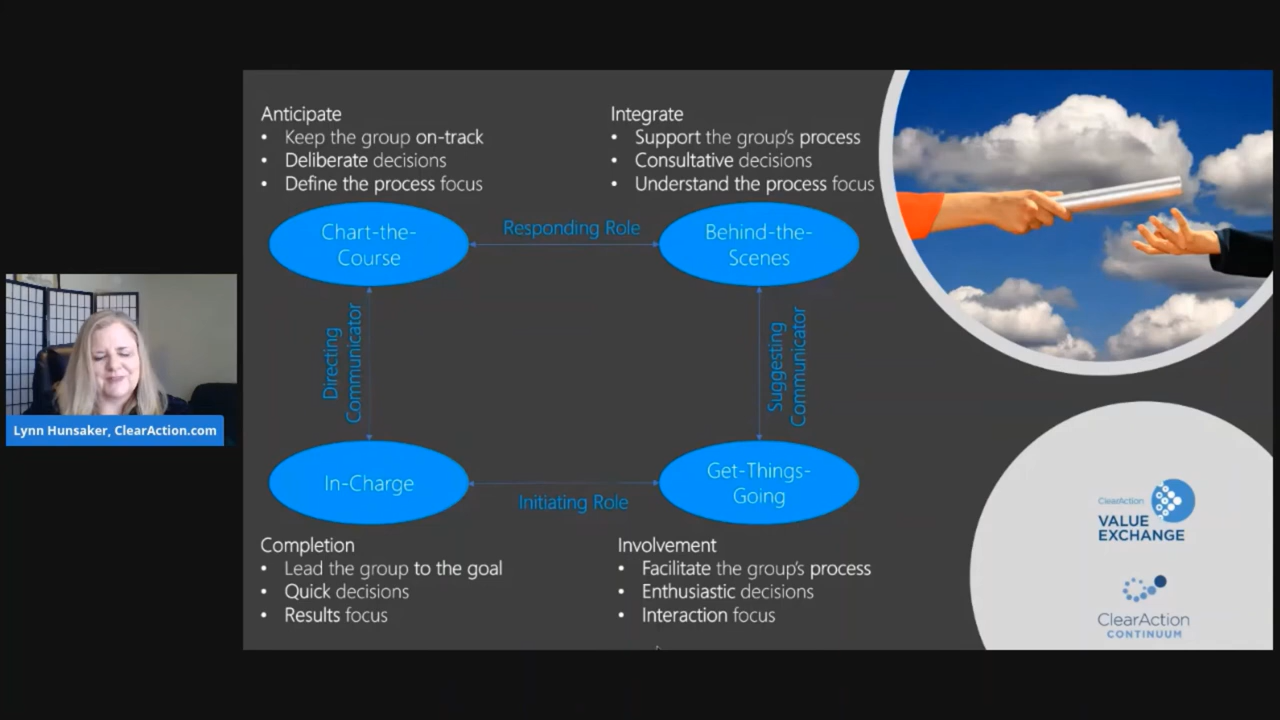 Anticipate
• Keep the group on-track
• Deliberate decisions
• Define the process focus
Integrate
• Support the group's process
• Consultative decisions
• Understand the process focus
Chart-the-
Course
Responding Role
Behind-the-
Scenes
Directing
Communicator
Suggesting
Communicator
Lynn Hunsaker, ClearAction.com
In-Charge
Initiating Role
Get-Things-
Going
Completion
• Lead the group to the goal
• Quick decisions
• Results focus
Involvement
• Facilitate the group's process
• Enthusiastic decisions
• Interaction focus
ClearAction
VALUE
EXCHANGE
ClearAction
CONTINUUM